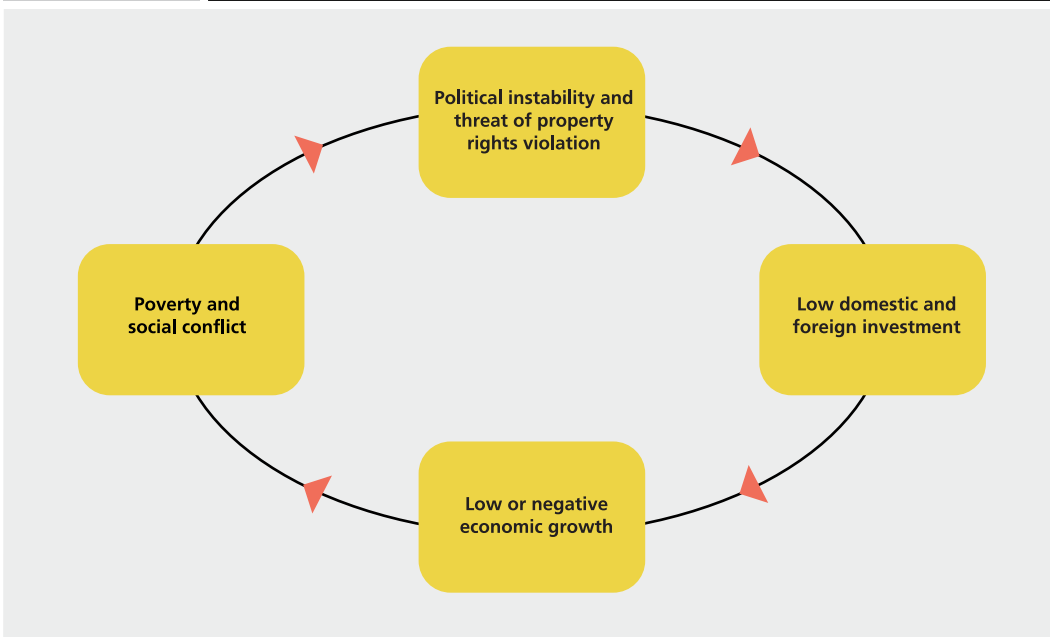 Political instability and
threat of property
rights violation
Poverty and
social conflict
Low domestic and
foreign investment
Low or negative
economic growth